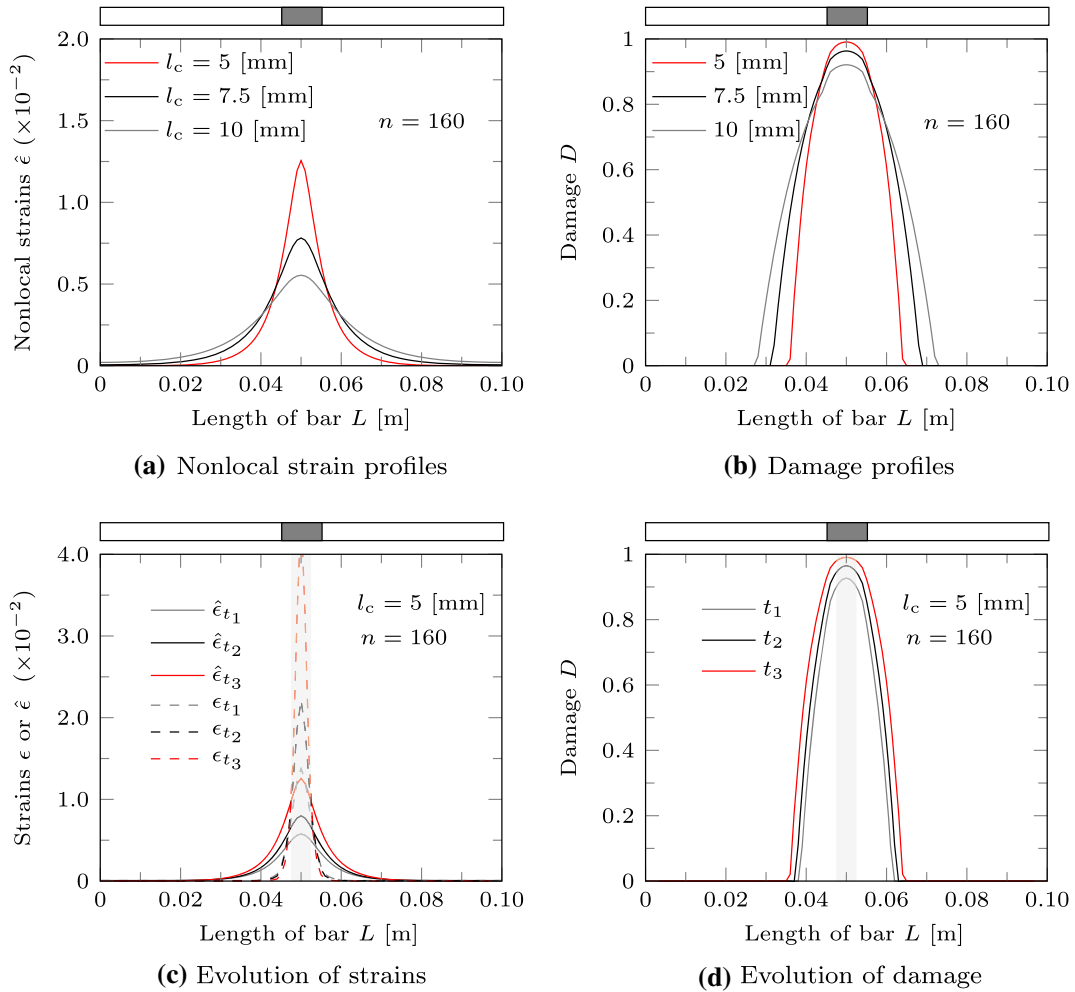 2.0
1.5
1.0
0.5
0
Nonlocal strains ϵ̂ (×10⁻²)
l_c = 5 [mm]
l_c = 7.5 [mm]
l_c = 10 [mm]
n = 160
0 0.02 0.04 0.06 0.08 0.10
Length of bar L [m]
(a) Nonlocal strain profiles
1
0.8
0.6
0.4
0.2
0
Damage D
5 [mm]
7.5 [mm]
10 [mm]
n = 160
0 0.02 0.04 0.06 0.08 0.10
Length of bar L [m]
(b) Damage profiles
4.0
3.0
2.0
1.0
0
Strains ϵ or ϵ̂ (×10⁻²)
ϵ̂_t₁
ϵ̂_t₂
ϵ̂_t₃
ϵ_t₁
ϵ_t₂
ϵ_t₃
l_c = 5 [mm]
n = 160
0 0.02 0.04 0.06 0.08 0.10
Length of bar L [m]
(c) Evolution of strains
1
0.8
0.6
0.4
0.2
0
Damage D
t₁
t₂
t₃
l_c = 5 [mm]
n = 160
0 0.02 0.04 0.06 0.08 0.10
Length of bar L [m]
(d) Evolution of damage